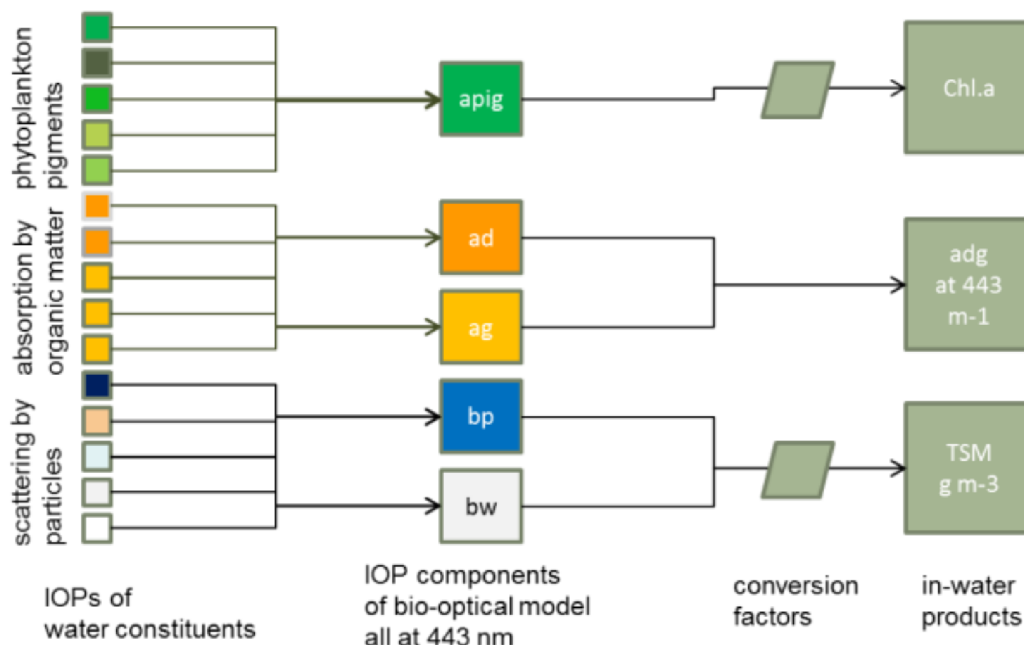 phytoplankton
pigments
absorption by
organic matter
scattering by
particles
apig
ad
ag
bp
bw
Chl.a
adg
at 443
m-1
TSM
g m-3
IOPs of
water constituents
IOP components
of bio-optical model
all at 443 nm
conversion
factors
in-water
products